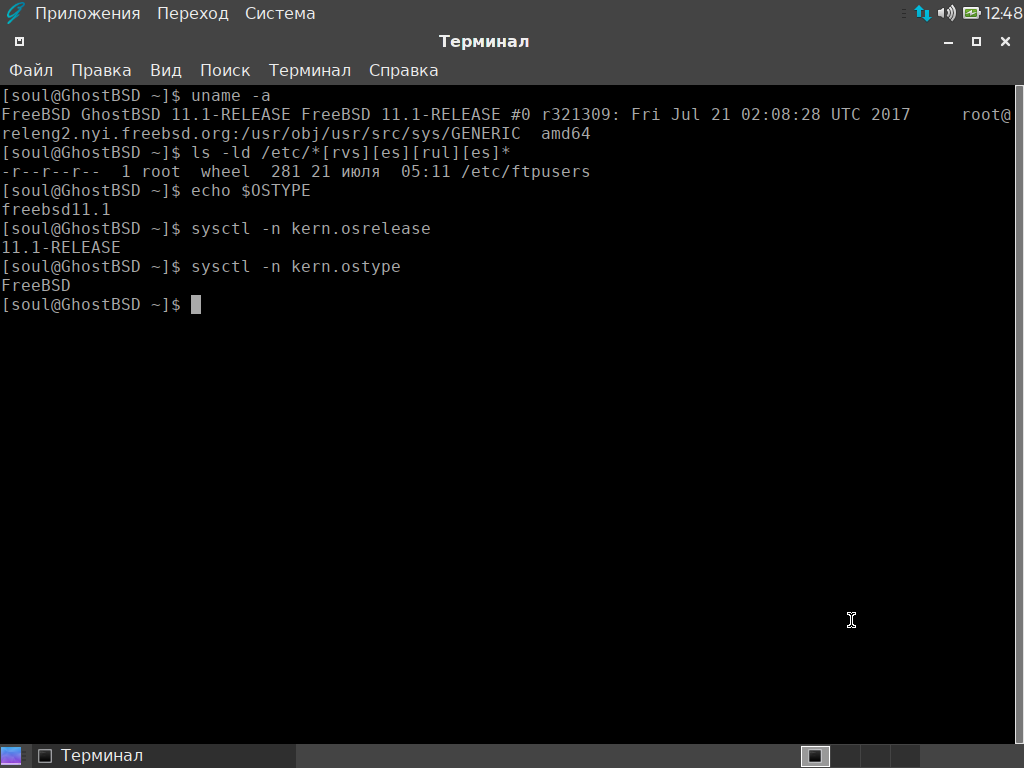 Приложения Переход Система 12:48
Терминал
Файл Правка Вид Поиск Терминал Справка
[soul@GhostBSD ~]$ uname -a
FreeBSD GhostBSD 11.1-RELEASE FreeBSD 11.1-RELEASE #0 r321309: Fri Jul 21 02:08:28 UTC 2017     root@
releng2.nyi.freebsd.org:/usr/obj/usr/src/sys/GENERIC  amd64
[soul@GhostBSD ~]$ ls -ld /etc/*[rvs][es][rul][es]*
-r--r--r--  1 root  wheel  281 21 июля  05:11 /etc/ftpusers
[soul@GhostBSD ~]$ echo $OSTYPE
freebsd11.1
[soul@GhostBSD ~]$ sysctl -n kern.osrelease
11.1-RELEASE
[soul@GhostBSD ~]$ sysctl -n kern.ostype
FreeBSD
[soul@GhostBSD ~]$
Терминал